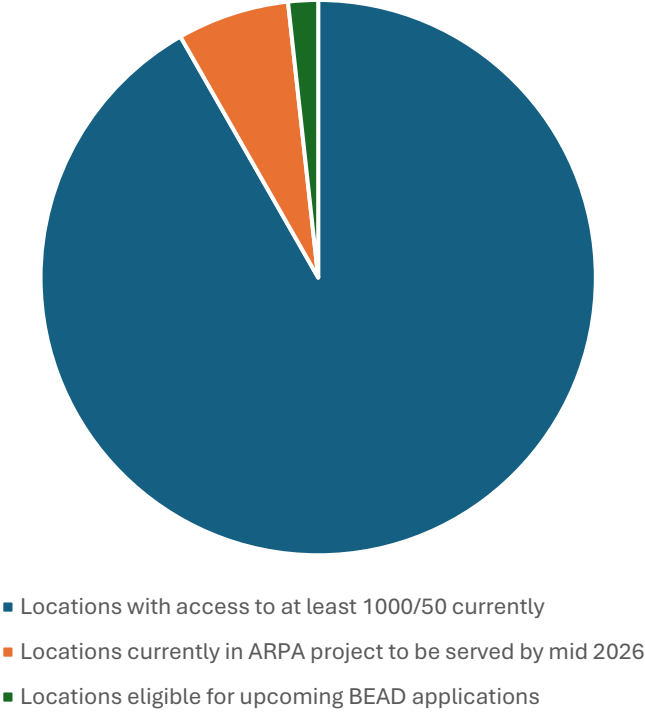 Locations with access to at least 1000/50 currently
Locations currently in ARPA project to be served by mid 2026
Locations eligible for upcoming BEAD applications